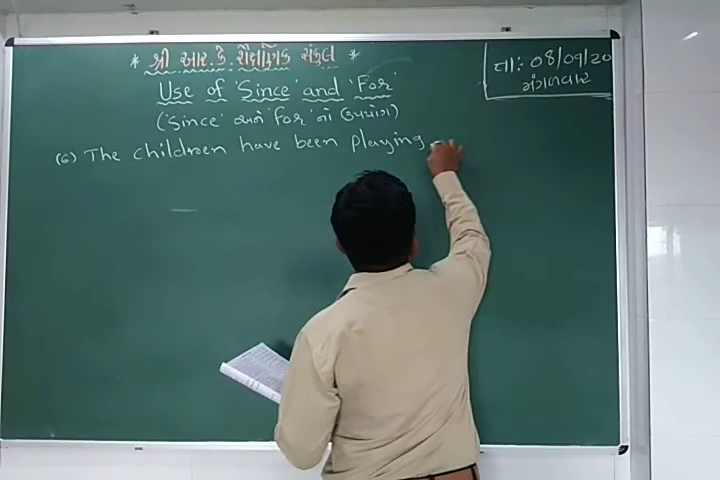 * શ્રી આર. કે. શૈક્ષણિક સંકુલ *
તા: 08/09/20
મંગળવાર
Use of 'Since' and 'For'
('Since' અને 'for' નો ઉપયોગ)
(6) The children have been playing